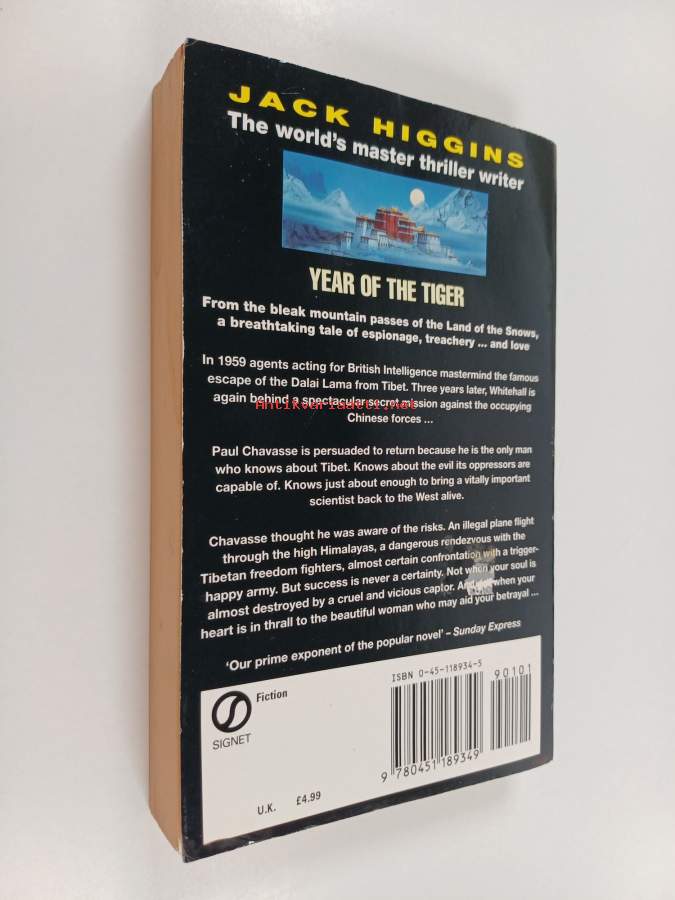 JACK HIGGINS
The world's master thriller writer
YEAR OF THE TIGER
From the bleak mountain passes of the Land of the Snows,
a breathtaking tale of espionage, treachery ... and love
In 1959 agents acting for British Intelligence mastermind the famous
escape of the Dalai Lama from Tibet. Three years later, Whitehall is
again behind a spectacular secret mission against the occupying
Antikvariaatti.net
Chinese forces ...
Paul Chavasse is persuaded to return because he is the only man
who knows about Tibet. Knows about the evil its oppressors are
capable of. Knows just about enough to bring a vitally important
scientist back to the West alive.
Chavasse thought he was aware of the risks. An illegal plane flight
through the high Himalayas, a dangerous rendezvous with the
Tibetan freedom fighters, almost certain confrontation with a trigger-
happy army. But success is never a certainty. Not when your soul is
almost destroyed by a cruel and vicious captor. And not when your
heart is in thrall to the beautiful woman who may aid your betrayal ...
'Our prime exponent of the popular novel' – Sunday Express
Fiction
SIGNET
U.K. £4.99
ISBN 0-45-118934-5
90101
9 780451 189349